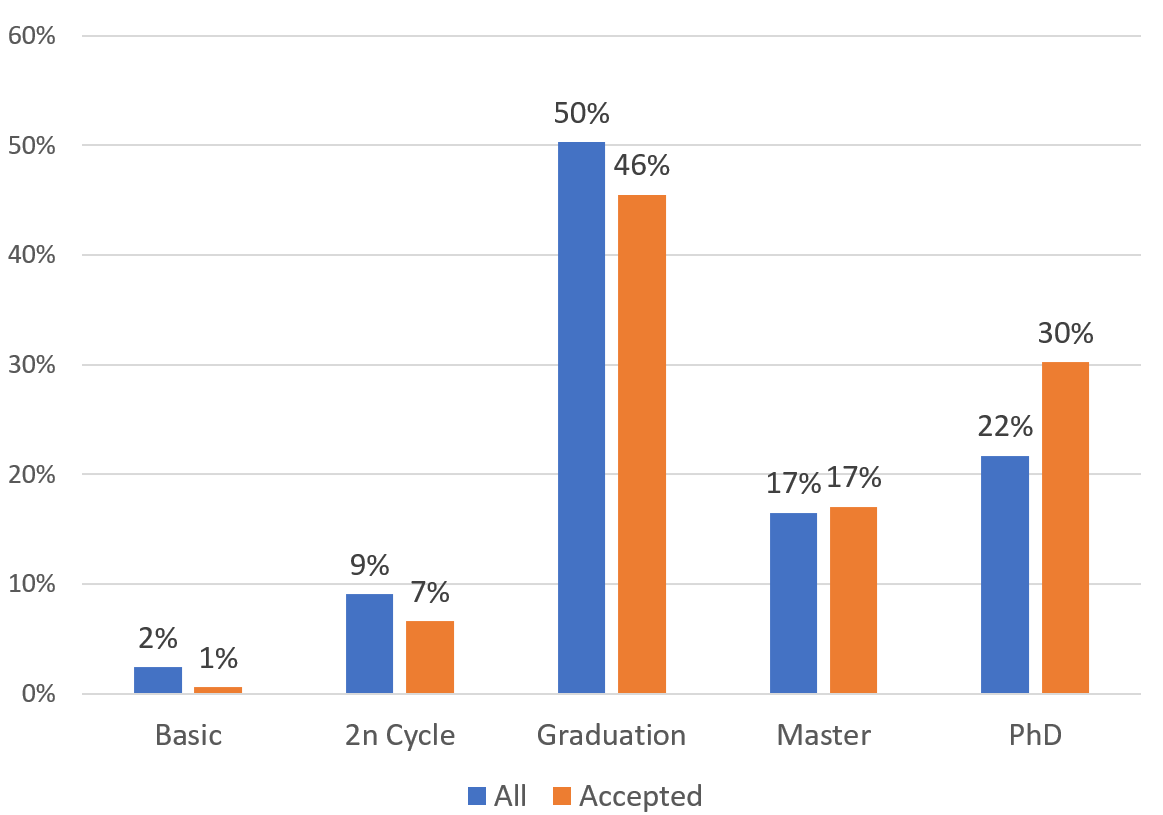 60%
50%
40%
30%
20%
10%
0%
2%
1%
9%
7%
50%
46%
17%
17%
22%
30%
Basic
2n Cycle
Graduation
Master
PhD
All
Accepted